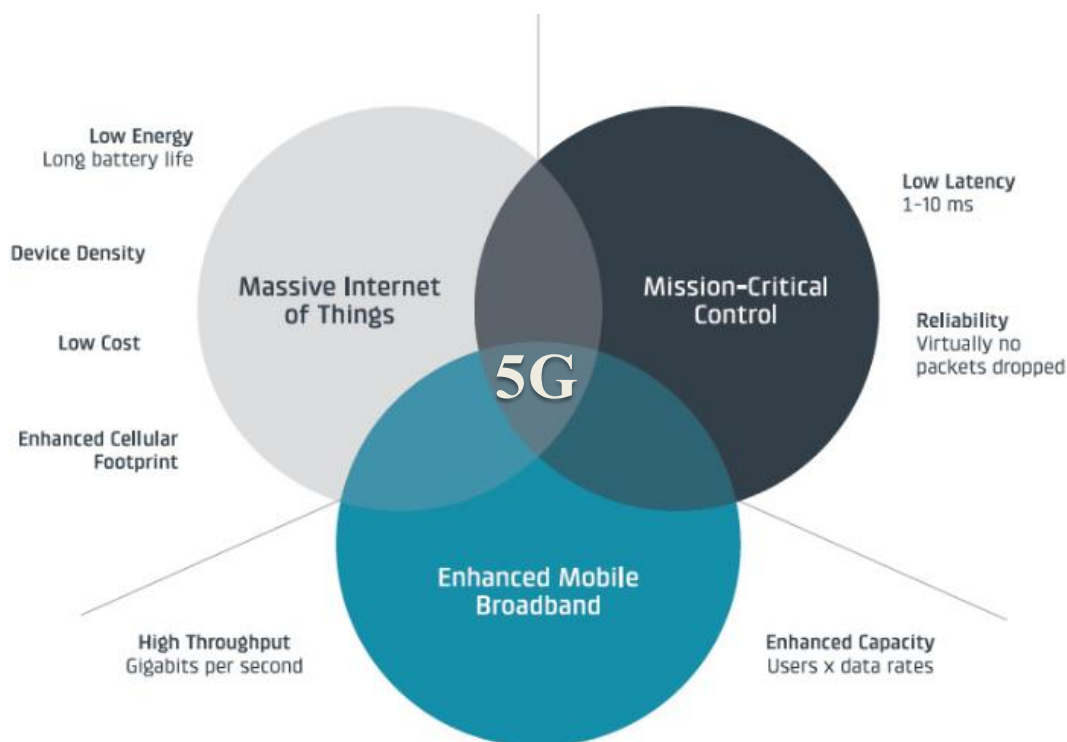 Low Energy
Long battery life
Device Density
Low Cost
Enhanced Cellular
Footprint
Massive Internet
of Things
Mission-Critical
Control
Low Latency
1-10 ms
Reliability
Virtually no
packets dropped
5G
Enhanced Mobile
Broadband
High Throughput
Gigabits per second
Enhanced Capacity
Users x data rates